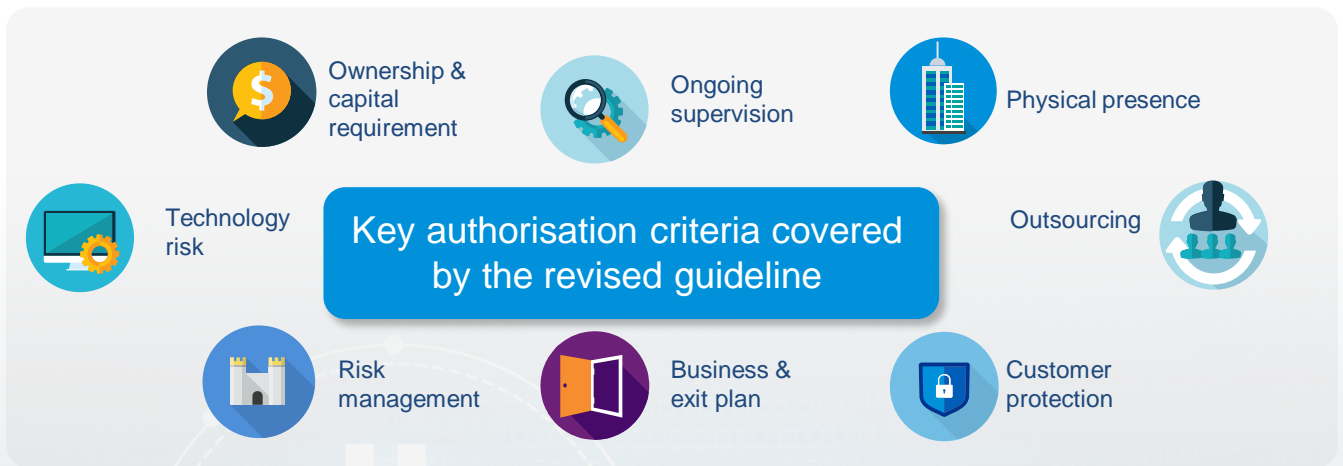 Ownership &
capital
requirement
Ongoing
supervision
Physical presence
Technology
risk
Key authorisation criteria covered
by the revised guideline
Outsourcing
Risk
management
Business &
exit plan
Customer
protection